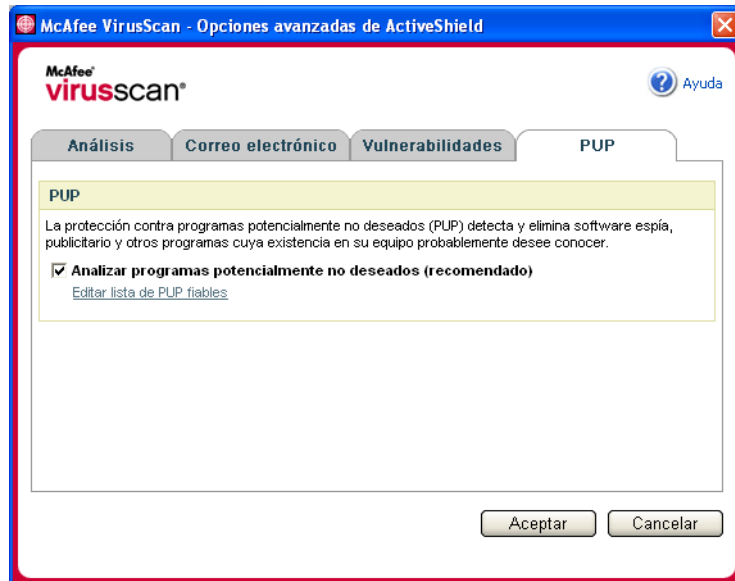 McAfee VirusScan - Opciones avanzadas de ActiveShield
McAfee®
virusscan®
? Ayuda
Análisis
Correo electrónico
Vulnerabilidades
PUP
PUP
La protección contra programas potencialmente no deseados (PUP) detecta y elimina software espía,
publicitario y otros programas cuya existencia en su equipo probablemente desee conocer.
Analizar programas potencialmente no deseados (recomendado)
Editar lista de PUP fiables
Aceptar
Cancelar